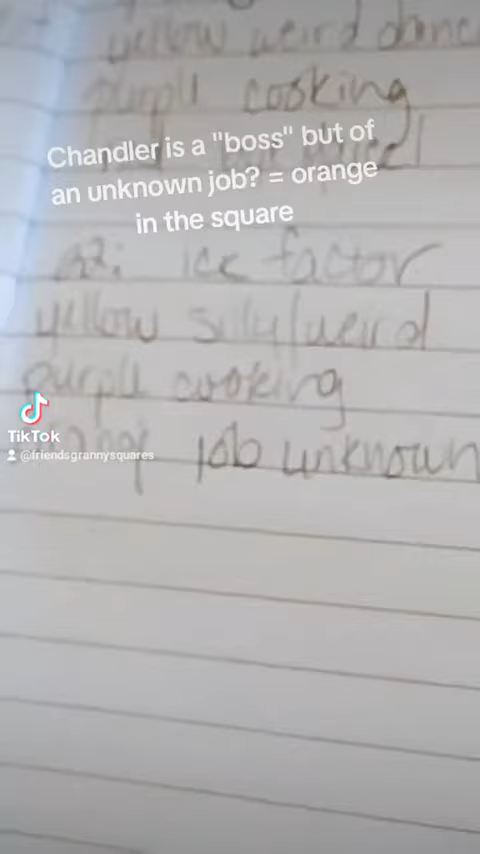 yellow weird dance
purple cooking
Chandler is a "boss" but of
an unknown job? = orange
in the square
ice factor
yellow silly/weird
purple cooking
job unknown
TikTok
@friendsgrannysquares